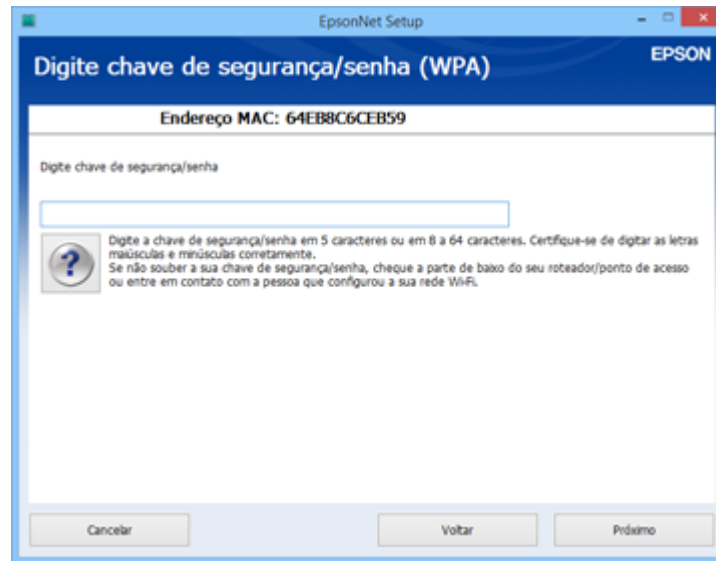 EpsonNet Setup
Digite chave de segurança/senha (WPA)
EPSON
Endereço MAC: 64EB8C6CEB59
Digite chave de segurança/senha
Digite a chave de segurança/senha em 5 caracteres ou em 8 a 64 caracteres. Certifique-se de digitar as letras
maiúsculas e minúsculas corretamente.
Se não souber a sua chave de segurança/senha, cheque a parte de baixo do seu roteador/ponto de acesso
ou entre em contato com a pessoa que configurou a sua rede Wi-Fi.
Cancelar
Voltar
Próximo